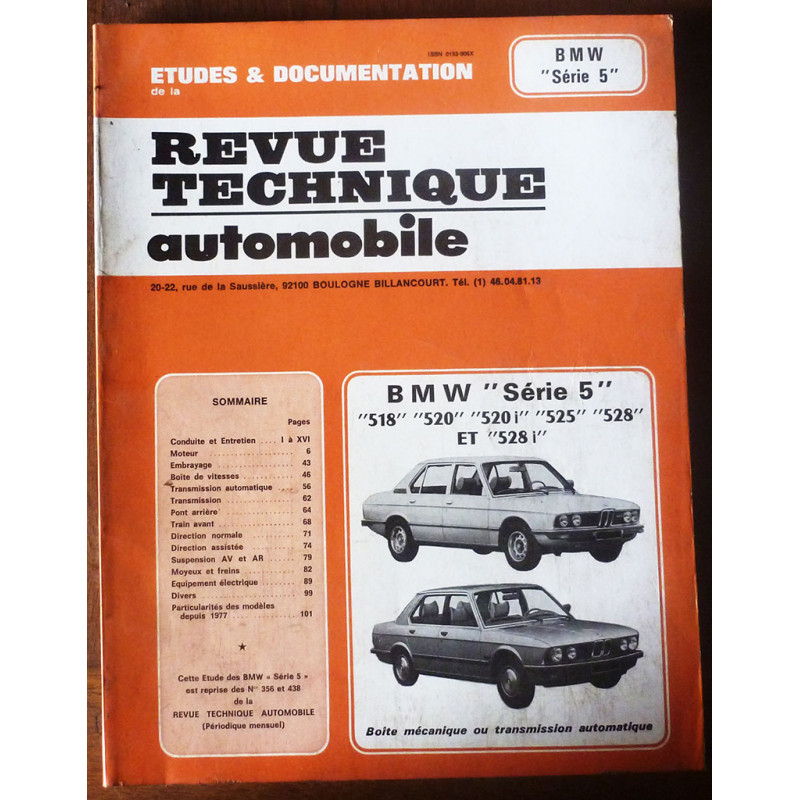 ISSN 0153-906X
ETUDES & DOCUMENTATION
de la
BMW
"Série 5"
REVUE
TECHNIQUE
automobile
20-22, rue de la Saussière, 92100 BOULOGNE BILLANCOURT. Tél. (1) 46.04.81.13
SOMMAIRE
Pages
Conduite et Entretien .... I à XVI
Moteur .................... 6
Embrayage ................. 43
Boîte de vitesses ........... 46
Transmission automatique .... 56
Transmission ............... 62
Pont arrière ................ 64
Train avant ................. 68
Direction normale ........... 71
Direction assistée ........... 74
Suspension AV et AR ....... 79
Moyeux et freins ............ 82
Equipement électrique ....... 89
Divers ..................... 99
Particularités des modèles
depuis 1977 ............... 101
★
Cette Etude des BMW « Série 5 »
est reprise des N° 356 et 438
de la
REVUE TECHNIQUE AUTOMOBILE
(Périodique mensuel)
BMW "Série 5"
"518" "520" "520i" "525" "528"
ET "528i"
Boite mécanique ou transmission automatique